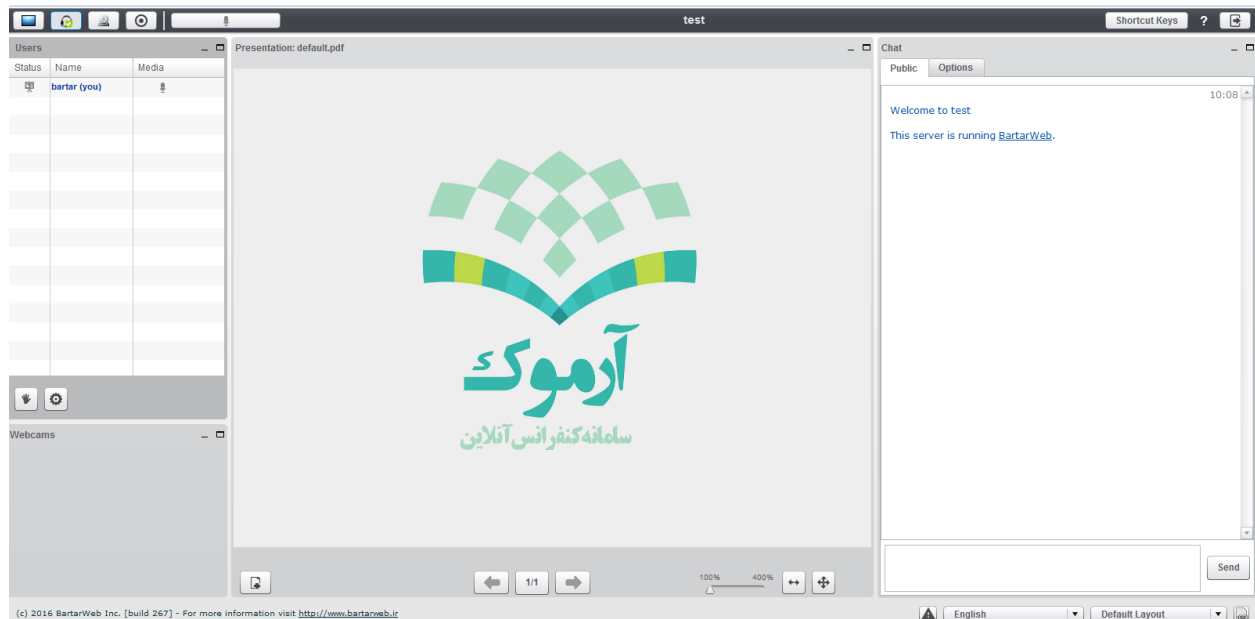 test
Shortcut Keys
?
Users
Status Name Media
bartar (you)
Webcams
Presentation: default.pdf
آرموک
سامانه کنفرانس آنلاین
1/1
100% 400%
Chat
Public Options
10:08
Welcome to test
This server is running BartarWeb.
Send
(c) 2016 BartarWeb Inc. [build 267] - For more information visit http://www.bartarweb.ir
English
Default Layout